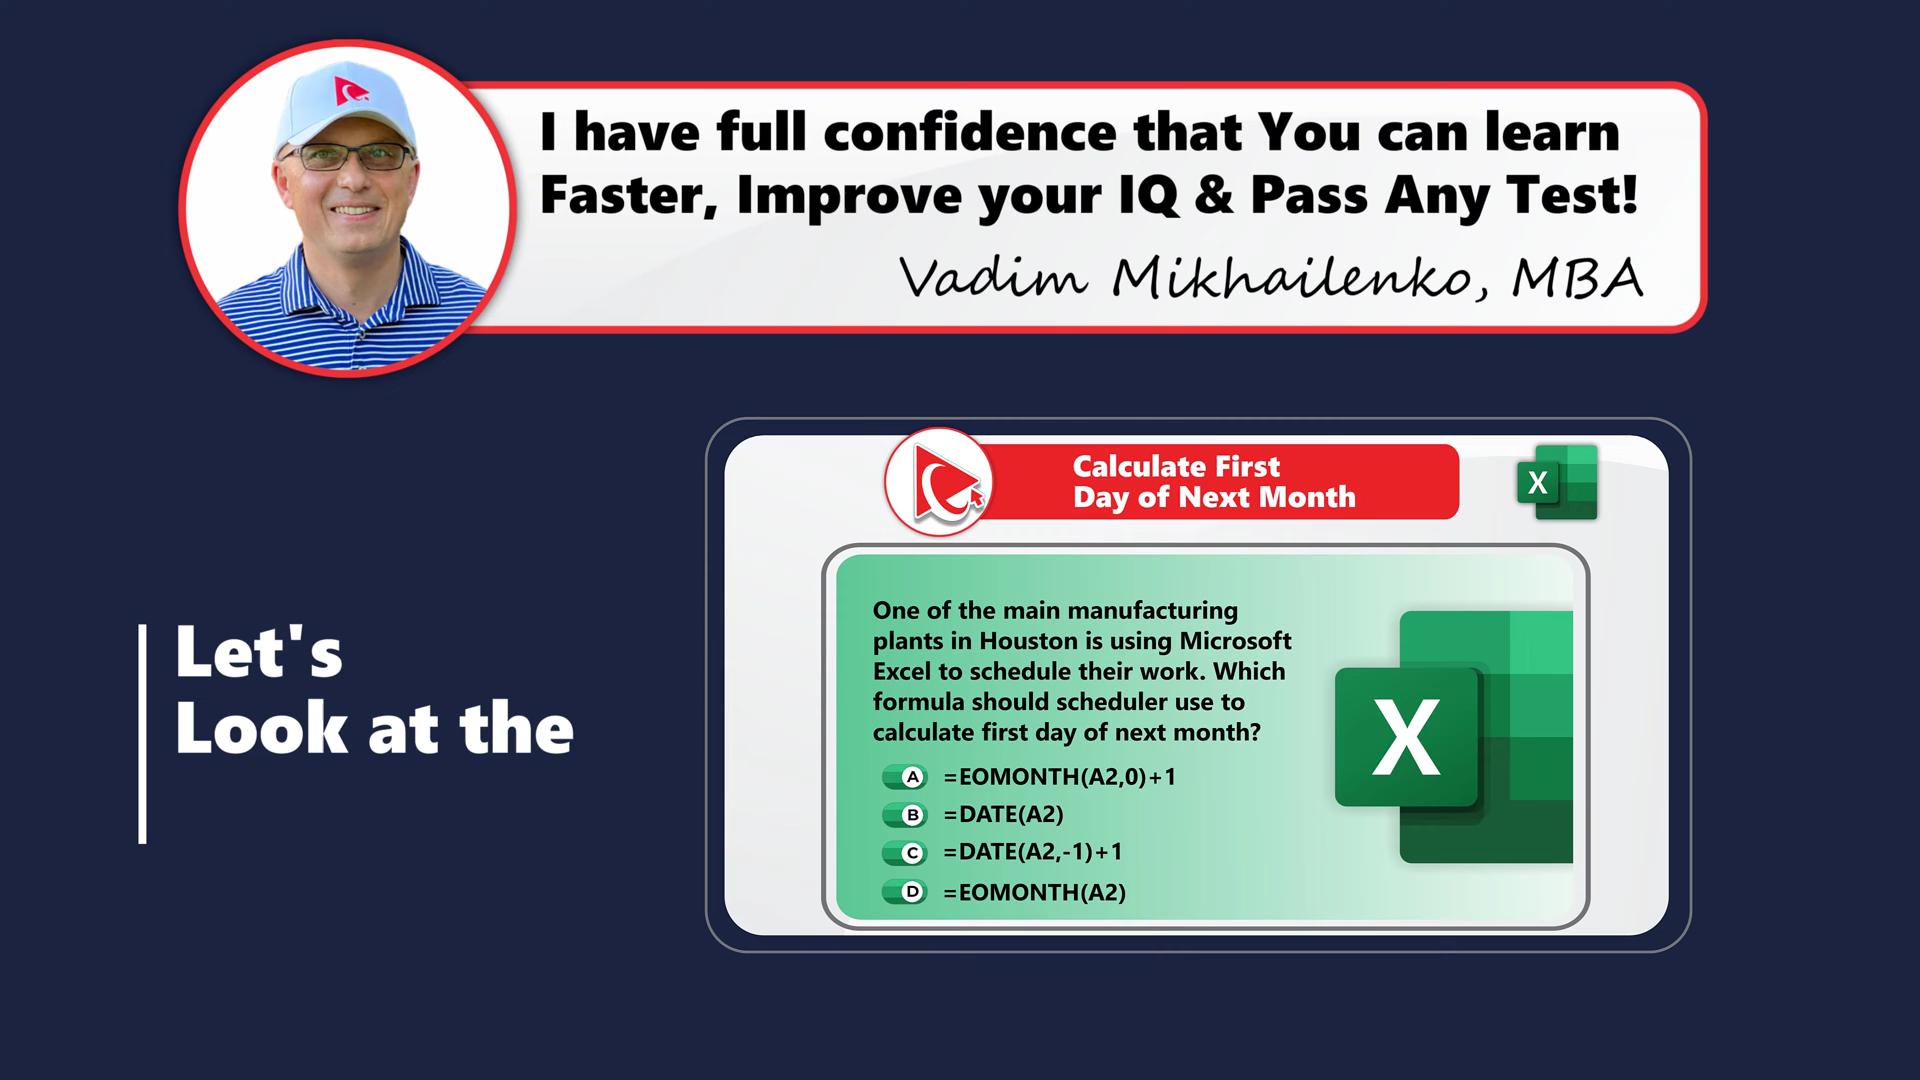 I have full confidence that You can learn
Faster, Improve your IQ & Pass Any Test!
Vadim Mikhailenko, MBA
Let's
Look at the
Calculate First
Day of Next Month
X
One of the main manufacturing
plants in Houston is using Microsoft
Excel to schedule their work. Which
formula should scheduler use to
calculate first day of next month?
A =EOMONTH(A2,0)+1
B =DATE(A2)
C =DATE(A2,-1)+1
D =EOMONTH(A2)
X